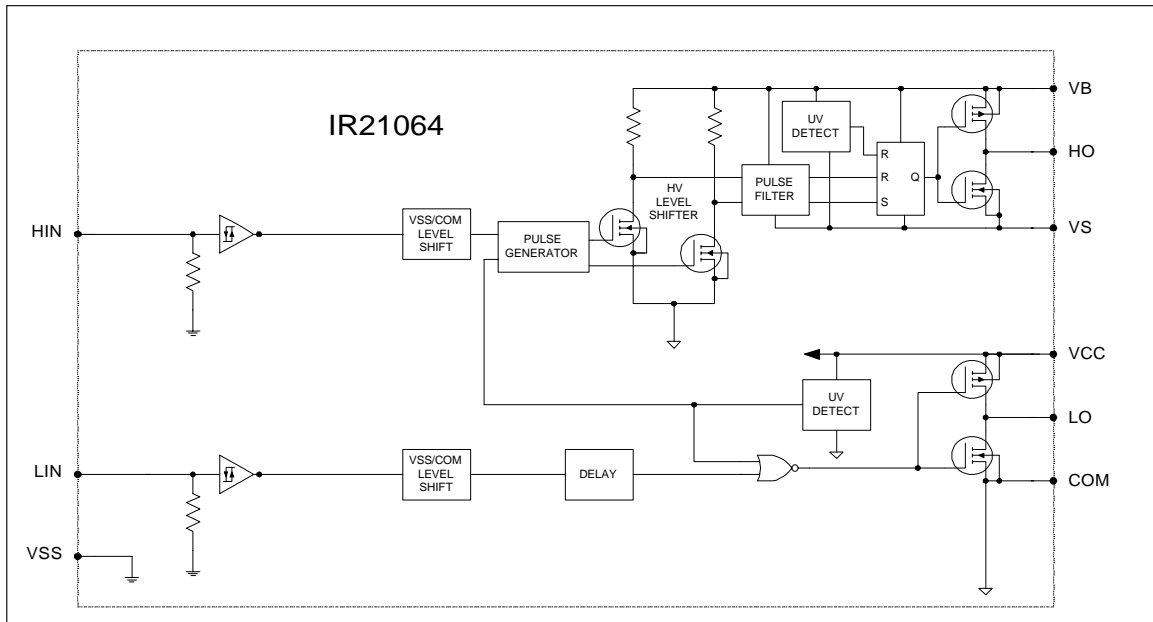 IR21064
VB
UV
DETECT
HO
R
R
Q
S
PULSE
FILTER
HV
LEVEL
SHIFTER
VS
HIN
VSS/COM
LEVEL
SHIFT
PULSE
GENERATOR
VCC
UV
DETECT
LO
LIN
VSS/COM
LEVEL
SHIFT
DELAY
COM
VSS